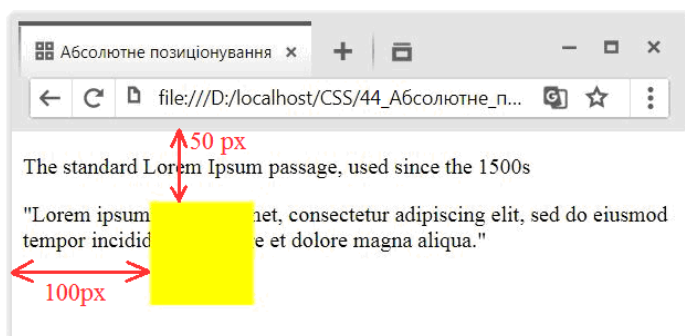 Абсолютне позиціонування
file:///D:/localhost/CSS/44_Абсолютне_п...
50 px
The standard Lorem Ipsum passage, used since the 1500s
"Lorem ipsum et, consectetur adipiscing elit, sed do eiusmod
tempor incidid e et dolore magna aliqua."
100px